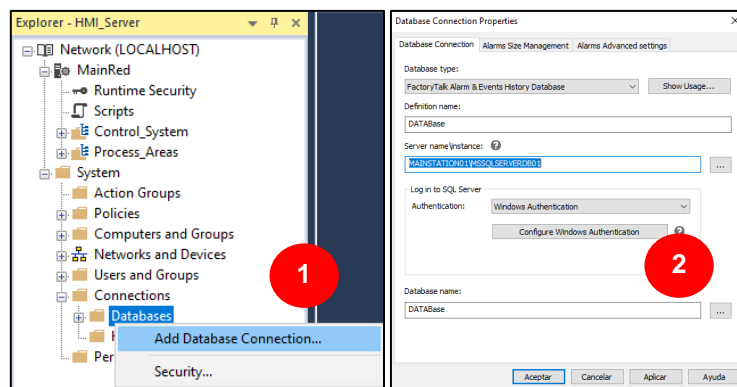 Explorer - HMI_Server
Network (LOCALHOST)
MainRed
Runtime Security
Scripts
Control_System
Process_Areas
System
Action Groups
Policies
Computers and Groups
Networks and Devices
Users and Groups
Connections
Databases
Add Database Connection...
Security...
Per
1
Database Connection Properties
Database Connection Alarms Size Management Alarms Advanced settings
Database type:
FactoryTalk Alarm & Events History Database Show Usage...
Definition name:
DATABase
Server name\instance:
MAINSTATION01\MSSQLSERVERDB01 ...
Log in to SQL Server
Authentication: Windows Authentication
Configure Windows Authentication
2
Database name:
DATABase ...
Aceptar Cancelar Aplicar Ayuda